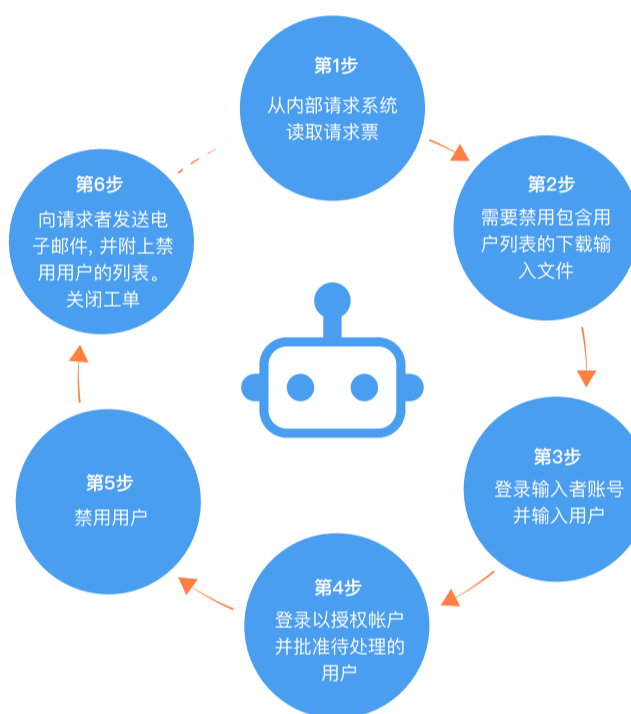 第1步
从内部请求系统
读取请求票
第2步
需要禁用包含用
户列表的下载输
入文件
第3步
登录输入者账号
并输入用户
第4步
登录以授权帐户
并批准待处理的
用户
第5步
禁用用户
第6步
向请求者发送电
子邮件, 并附上禁
用用户的列表。
关闭工单